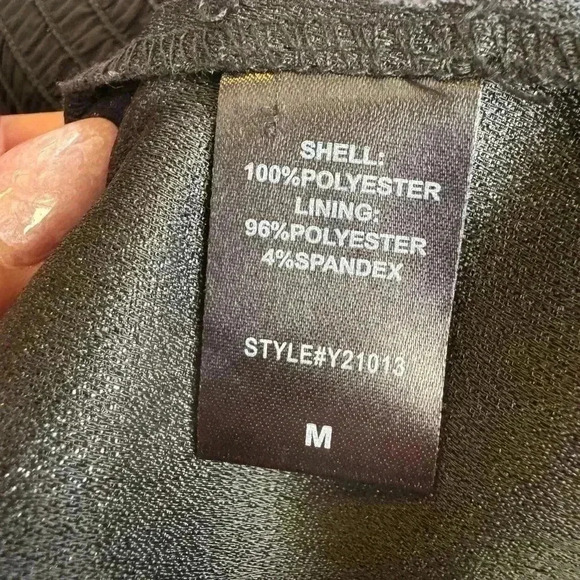 SHELL:
100%POLYESTER
LINING:
96%POLYESTER
4%SPANDEX
STYLE#Y21013
M